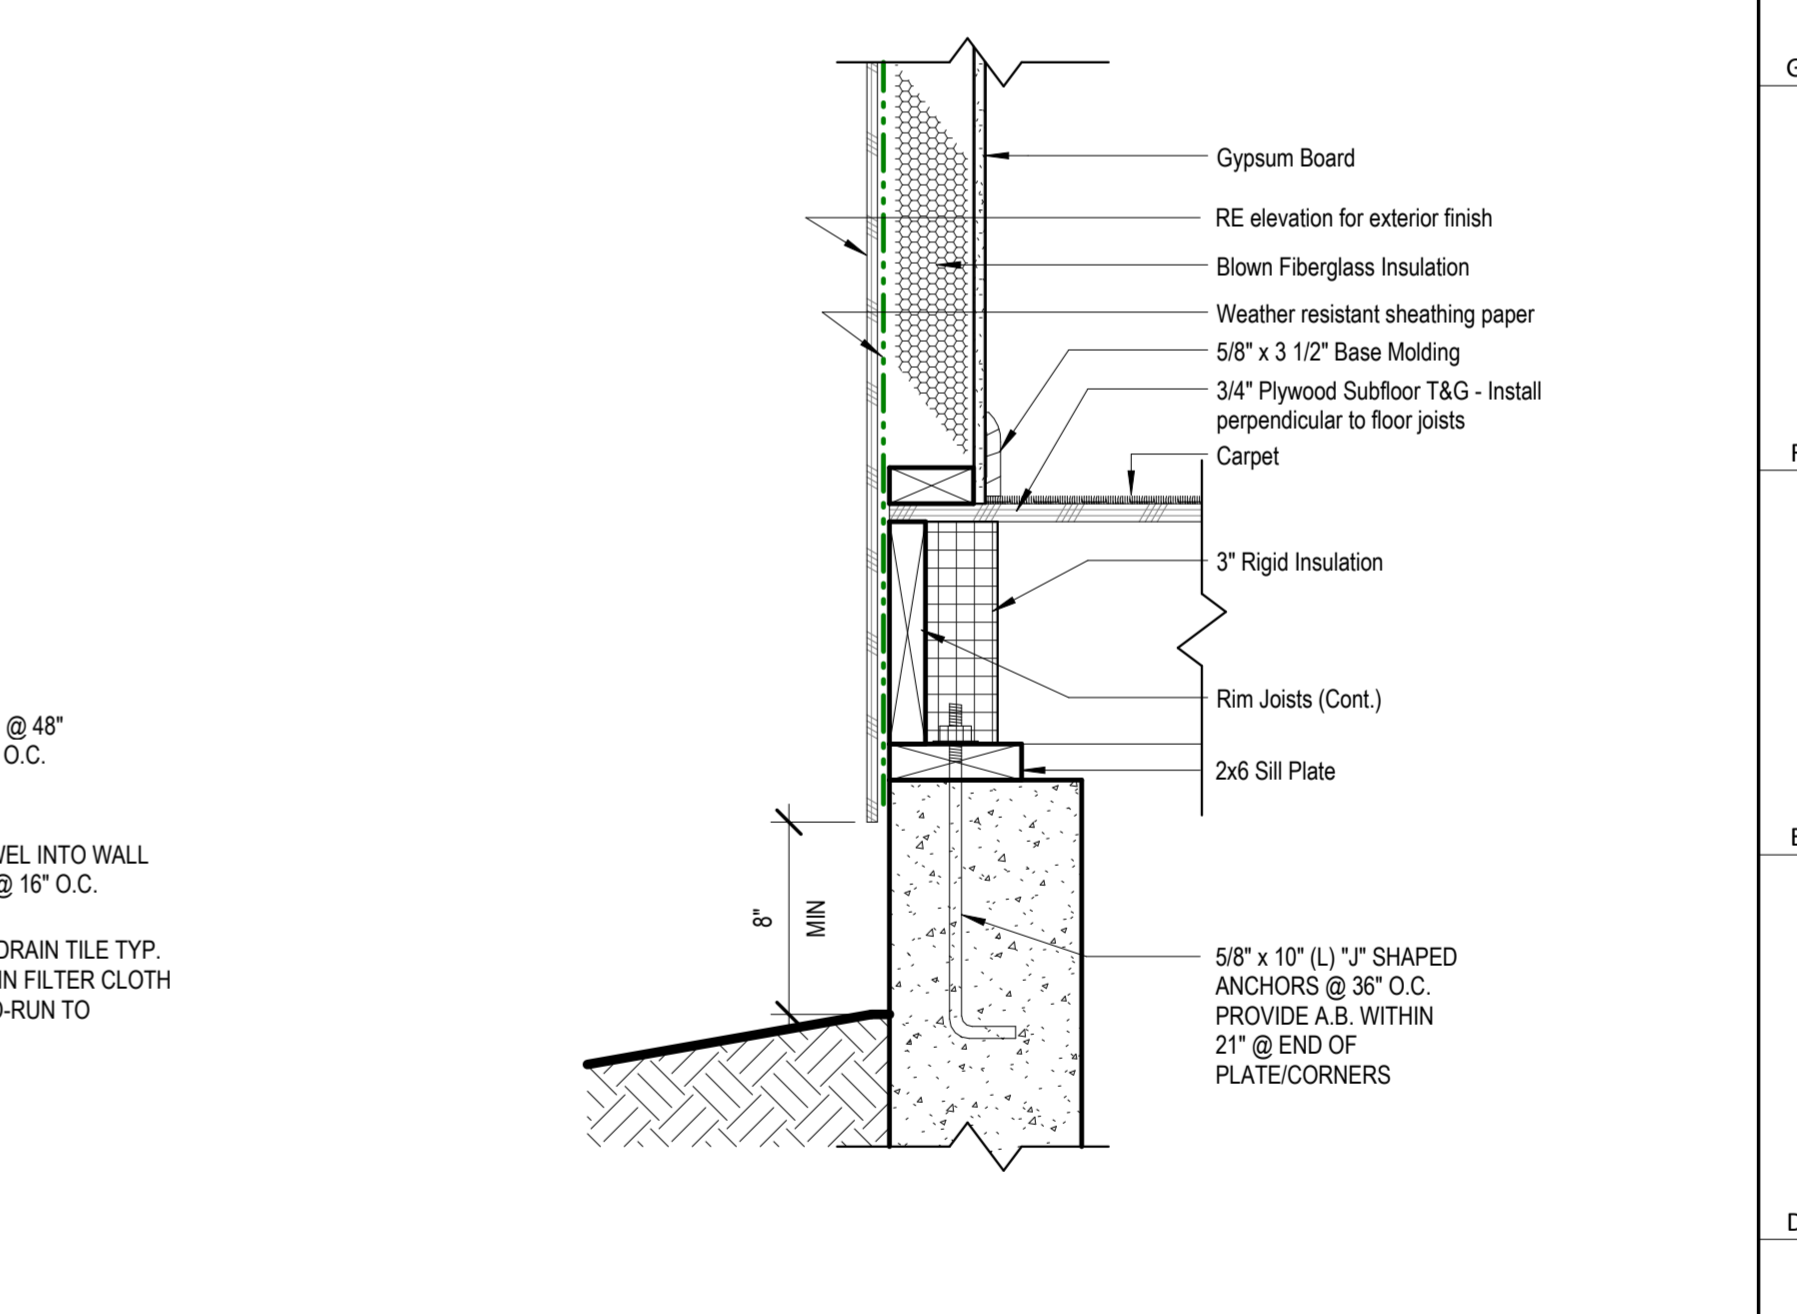 Gypsum Board
RE elevation for exterior finish
Blown Fiberglass Insulation
Weather resistant sheathing paper
5/8" x 3 1/2" Base Molding
3/4" Plywood Subfloor T&G - Install
perpendicular to floor joists
Carpet
3" Rigid Insulation
Rim Joists (Cont.)
2x6 Sill Plate
5/8" x 10" (L) "J" SHAPED
ANCHORS @ 36" O.C.
PROVIDE A.B. WITHIN
21" @ END OF
PLATE/CORNERS
8"
MIN
@ 48"
O.C.
INTO WALL
@ 16" O.C.
DRAIN TILE TYP.
IN FILTER CLOTH
-RUN TO
D